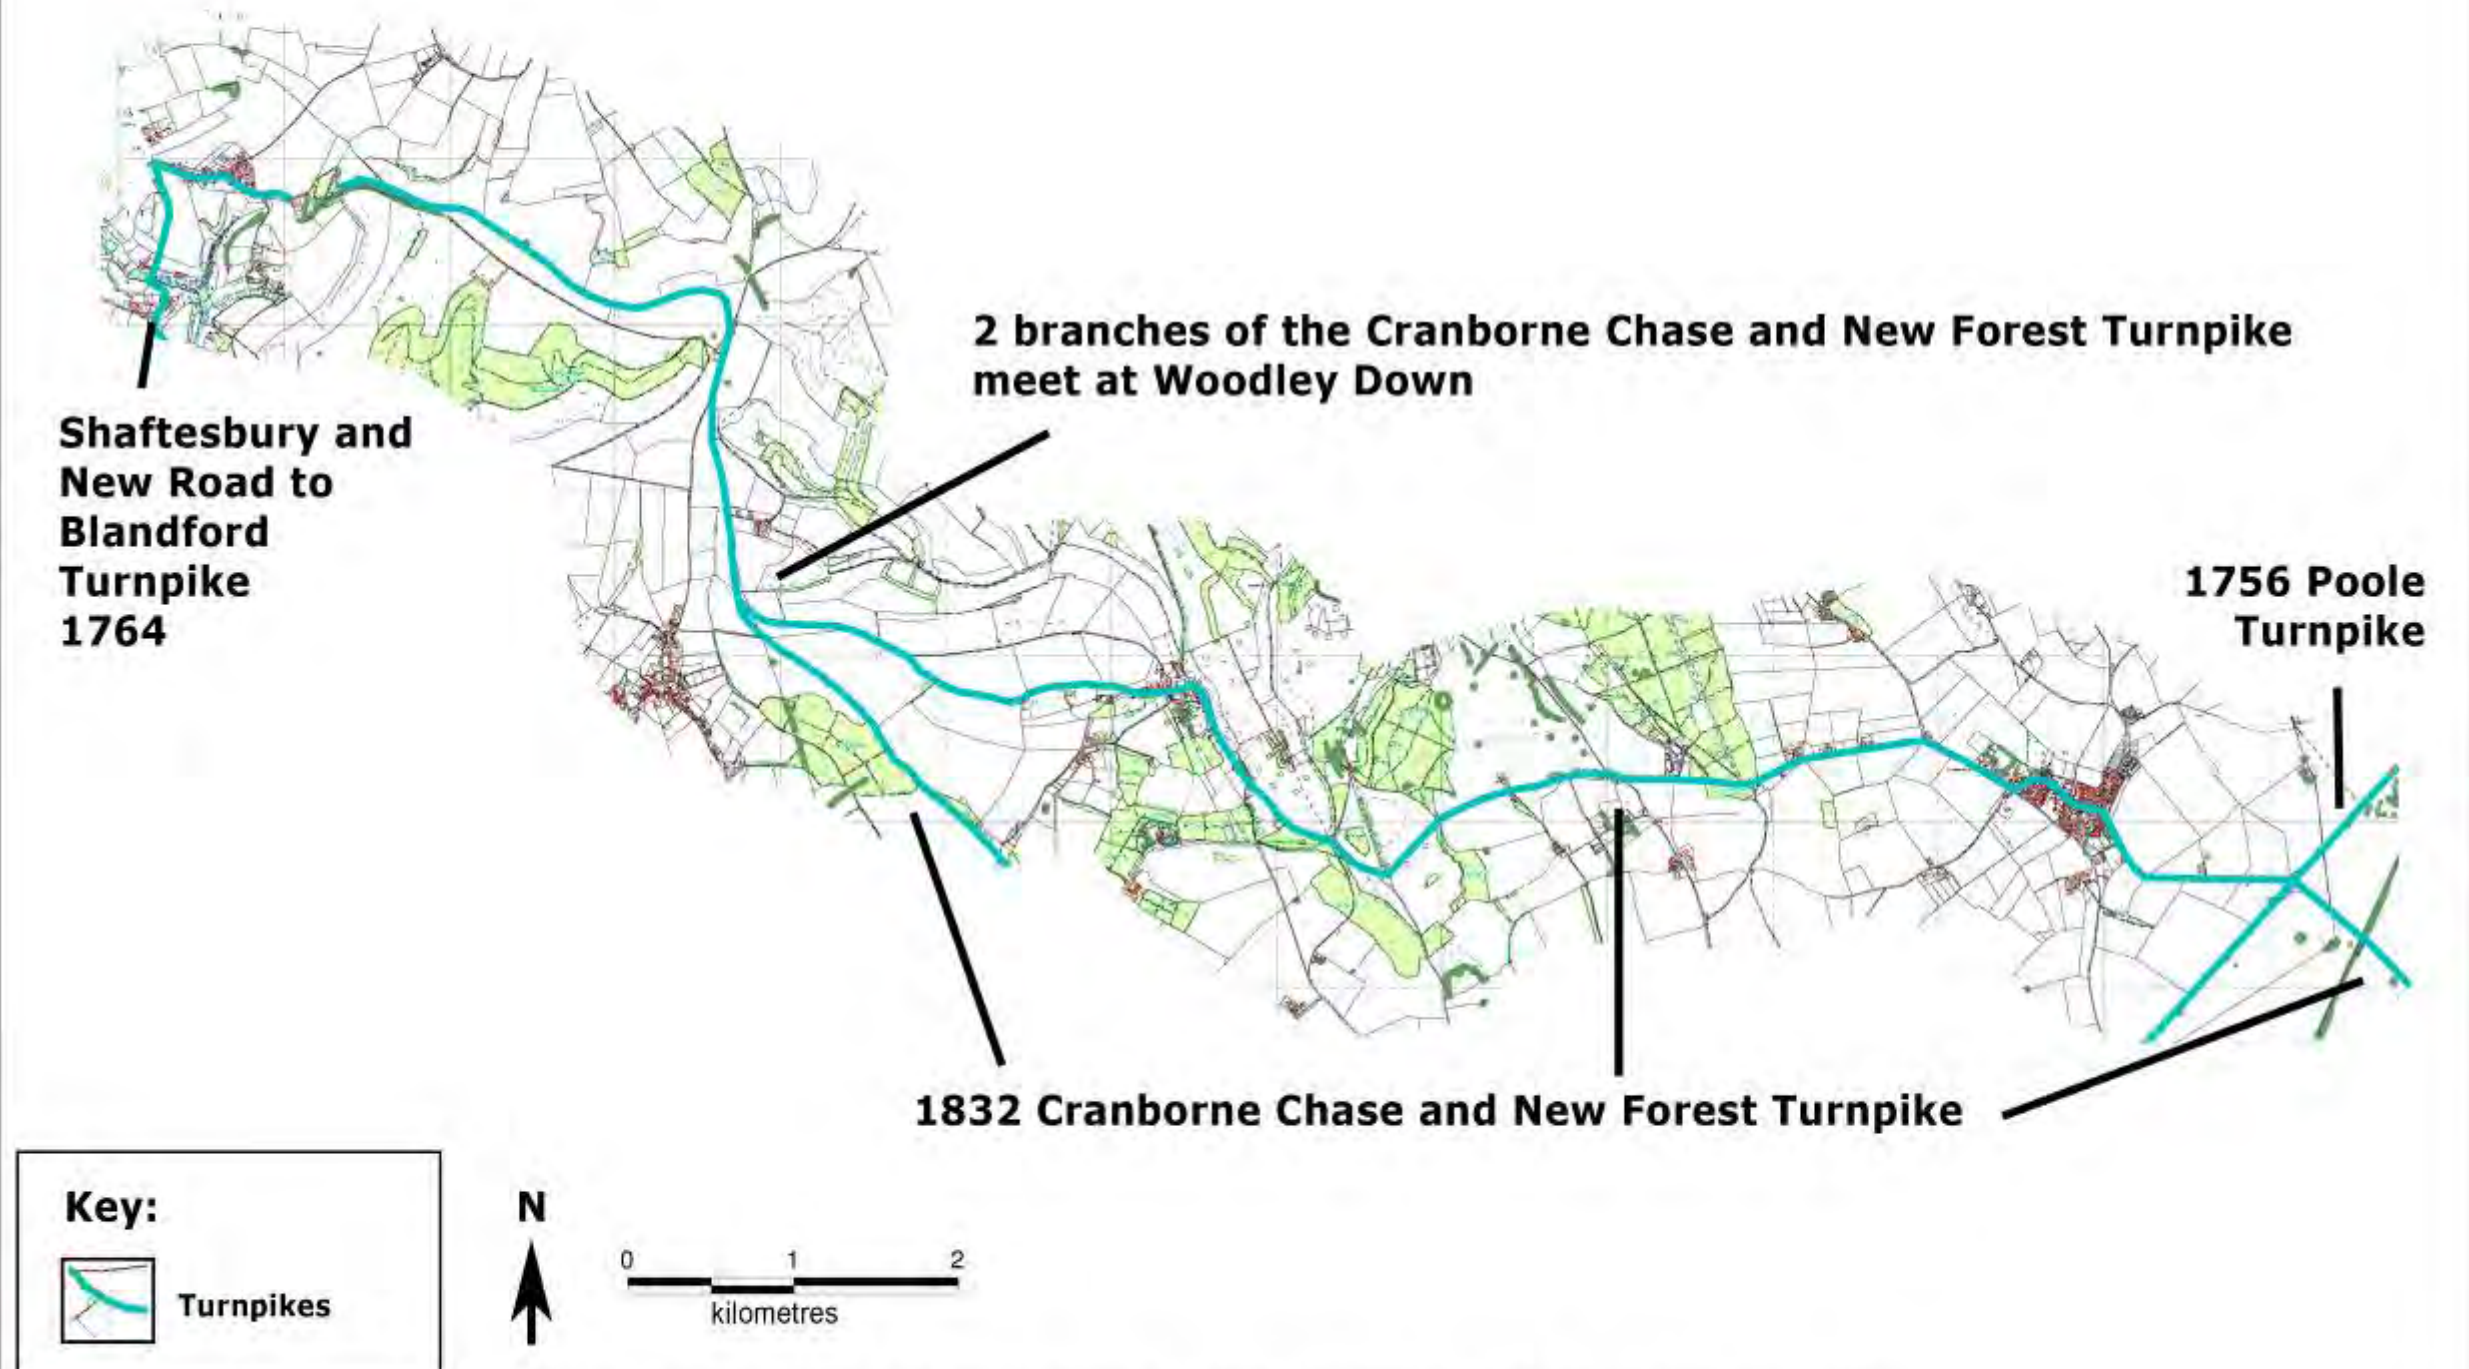 2 branches of the Cranborne Chase and New Forest Turnpike
meet at Woodley Down
Shaftesbury and
New Road to
Blandford
Turnpike
1764
1756 Poole
Turnpike
1832 Cranborne Chase and New Forest Turnpike
Key:
Turnpikes
N
0 1 2
kilometres